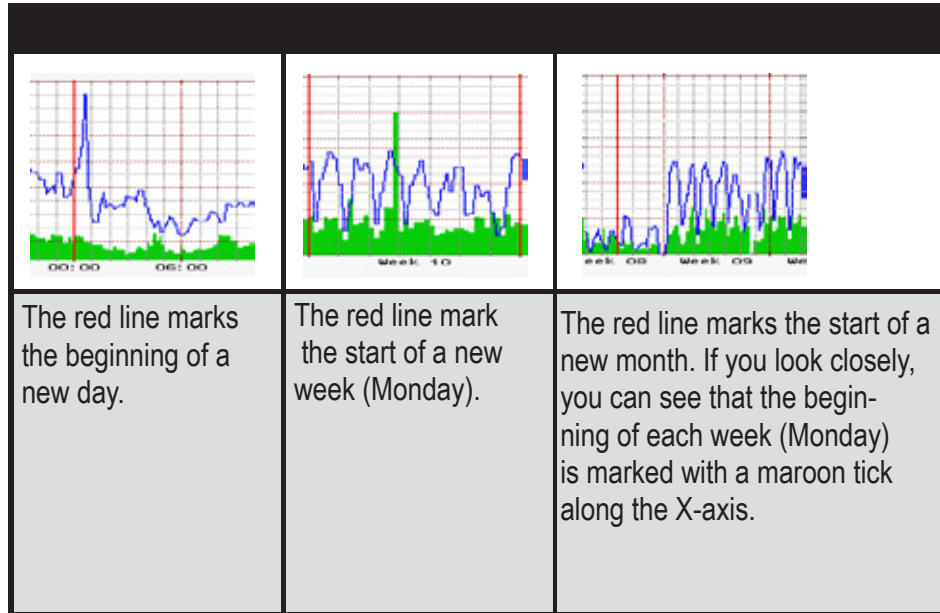 00:00 06:00
Week 10
eek 08 Week 09 We
The red line marks
the beginning of a
new day.
The red line mark
the start of a new
week (Monday).
The red line marks the start of a
new month. If you look closely,
you can see that the begin-
ning of each week (Monday)
is marked with a maroon tick
along the X-axis.